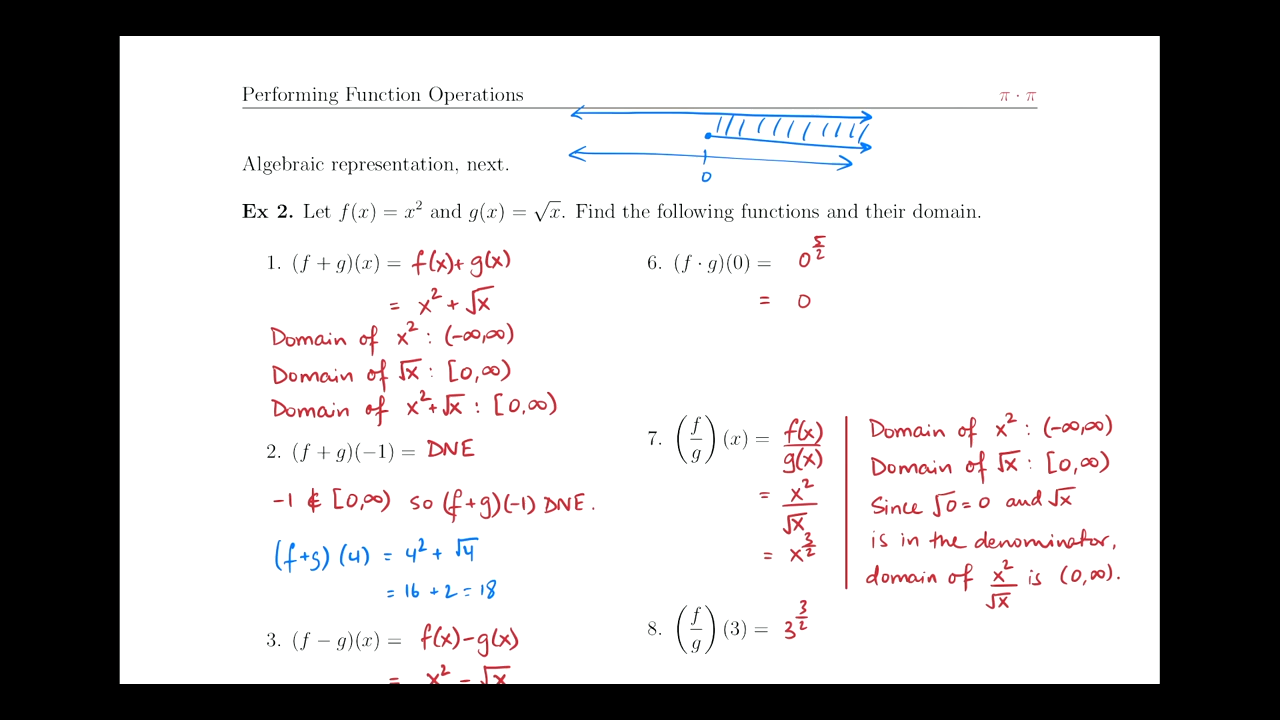 Performing Function Operations π · π
Algebraic representation, next.
0
Ex 2. Let f(x) = x² and g(x) = √x. Find the following functions and their domain.
1. (f + g)(x) = f(x)+ g(x)
= x² + √x
Domain of x² : (-∞,∞)
Domain of √x : [0,∞)
Domain of x²+√x : [0,∞)
2. (f + g)(−1) = DNE
-1 ∉ [0,∞) so (f+g)(-1) DNE.
(f+g)(4) = 4² + √4
= 16 + 2 = 18
3. (f − g)(x) = f(x)-g(x)
= x² - √x
6. (f · g)(0) = 0^(5/2)
= 0
7. (f/g)(x) = f(x)/g(x)
= x²/√x
= x^(3/2)
Domain of x² : (-∞,∞)
Domain of √x : [0,∞)
Since √0=0 and √x
is in the denominator,
domain of x²/√x is (0,∞).
8. (f/g)(3) = 3^(3/2)